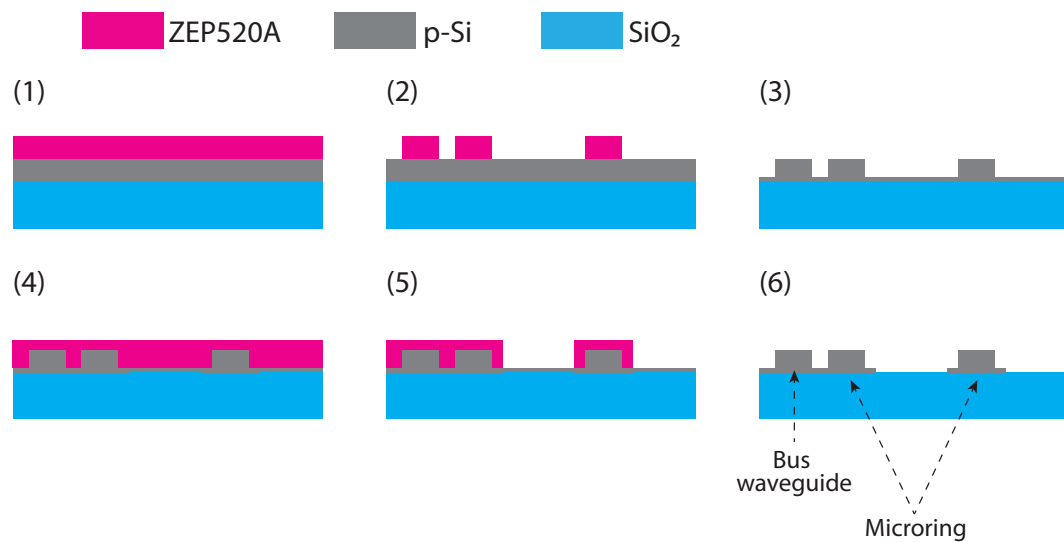 ZEP520A p-Si SiO₂
(1) (2) (3)
(4) (5) (6)
Bus
waveguide
Microring